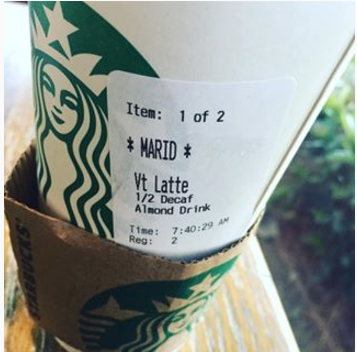 Item: 1 of 2
* MARID *
Vt Latte
1/2 Decaf
Almond Drink
Time: 7:40:29 AM
Reg: 2
STARBUCKS